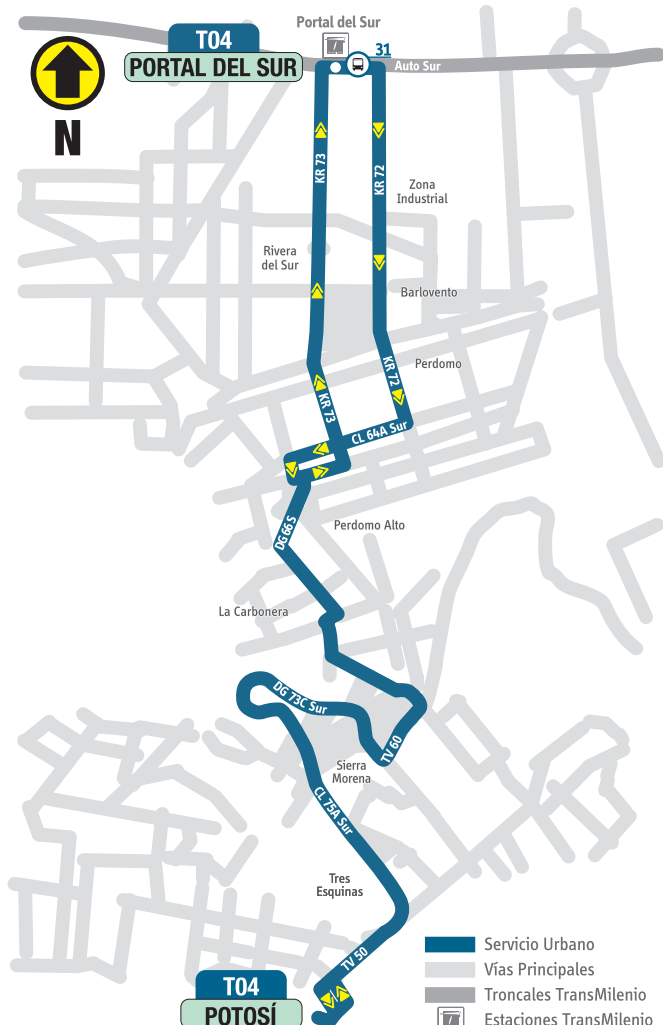 Portal del Sur
T04
PORTAL DEL SUR
31
Auto Sur
N
KR 73
KR 72
Zona
Industrial
Rivera
del Sur
Barlovento
Perdomo
KR 72
KR 73
CL 64A Sur
Perdomo Alto
DG 66 S
La Carbonera
DG 73C Sur
TV 60
Sierra
Morena
CL 75A Sur
Tres
Esquinas
TV 50
T04
POTOSÍ
Servicio Urbano
Vías Principales
Troncales TransMilenio
Estaciones TransMilenio